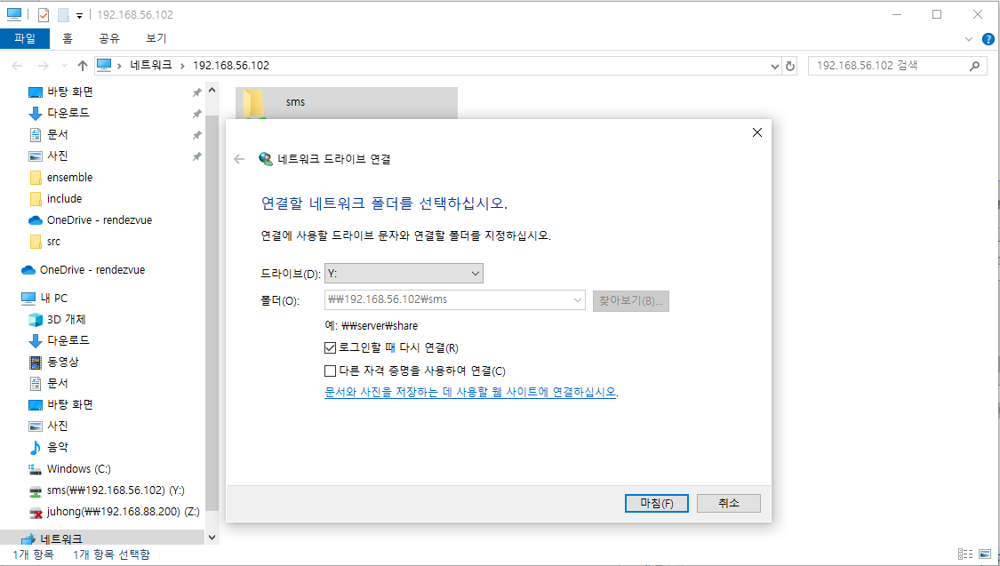 192.168.56.102
파일 홈 공유 보기
네트워크 192.168.56.102
192.168.56.102 검색
바탕 화면
다운로드
문서
사진
ensemble
include
OneDrive - rendezvue
src
OneDrive - rendezvue
내 PC
3D 개체
다운로드
동영상
문서
바탕 화면
사진
음악
Windows (C:)
sms(₩₩192.168.56.102) (Y:)
juhong(₩₩192.168.88.200) (Z:)
네트워크
sms
네트워크 드라이브 연결
연결할 네트워크 폴더를 선택하십시오.
연결에 사용할 드라이브 문자와 연결할 폴더를 지정하십시오.
드라이브(D): Y:
폴더(O): ₩₩192.168.56.102₩sms 찾아보기(B)...
예: ₩₩server₩share
로그인할 때 다시 연결(R)
다른 자격 증명을 사용하여 연결(C)
문서와 사진을 저장하는 데 사용할 웹 사이트에 연결하십시오.
마침(F) 취소
1개 항목 1개 항목 선택함